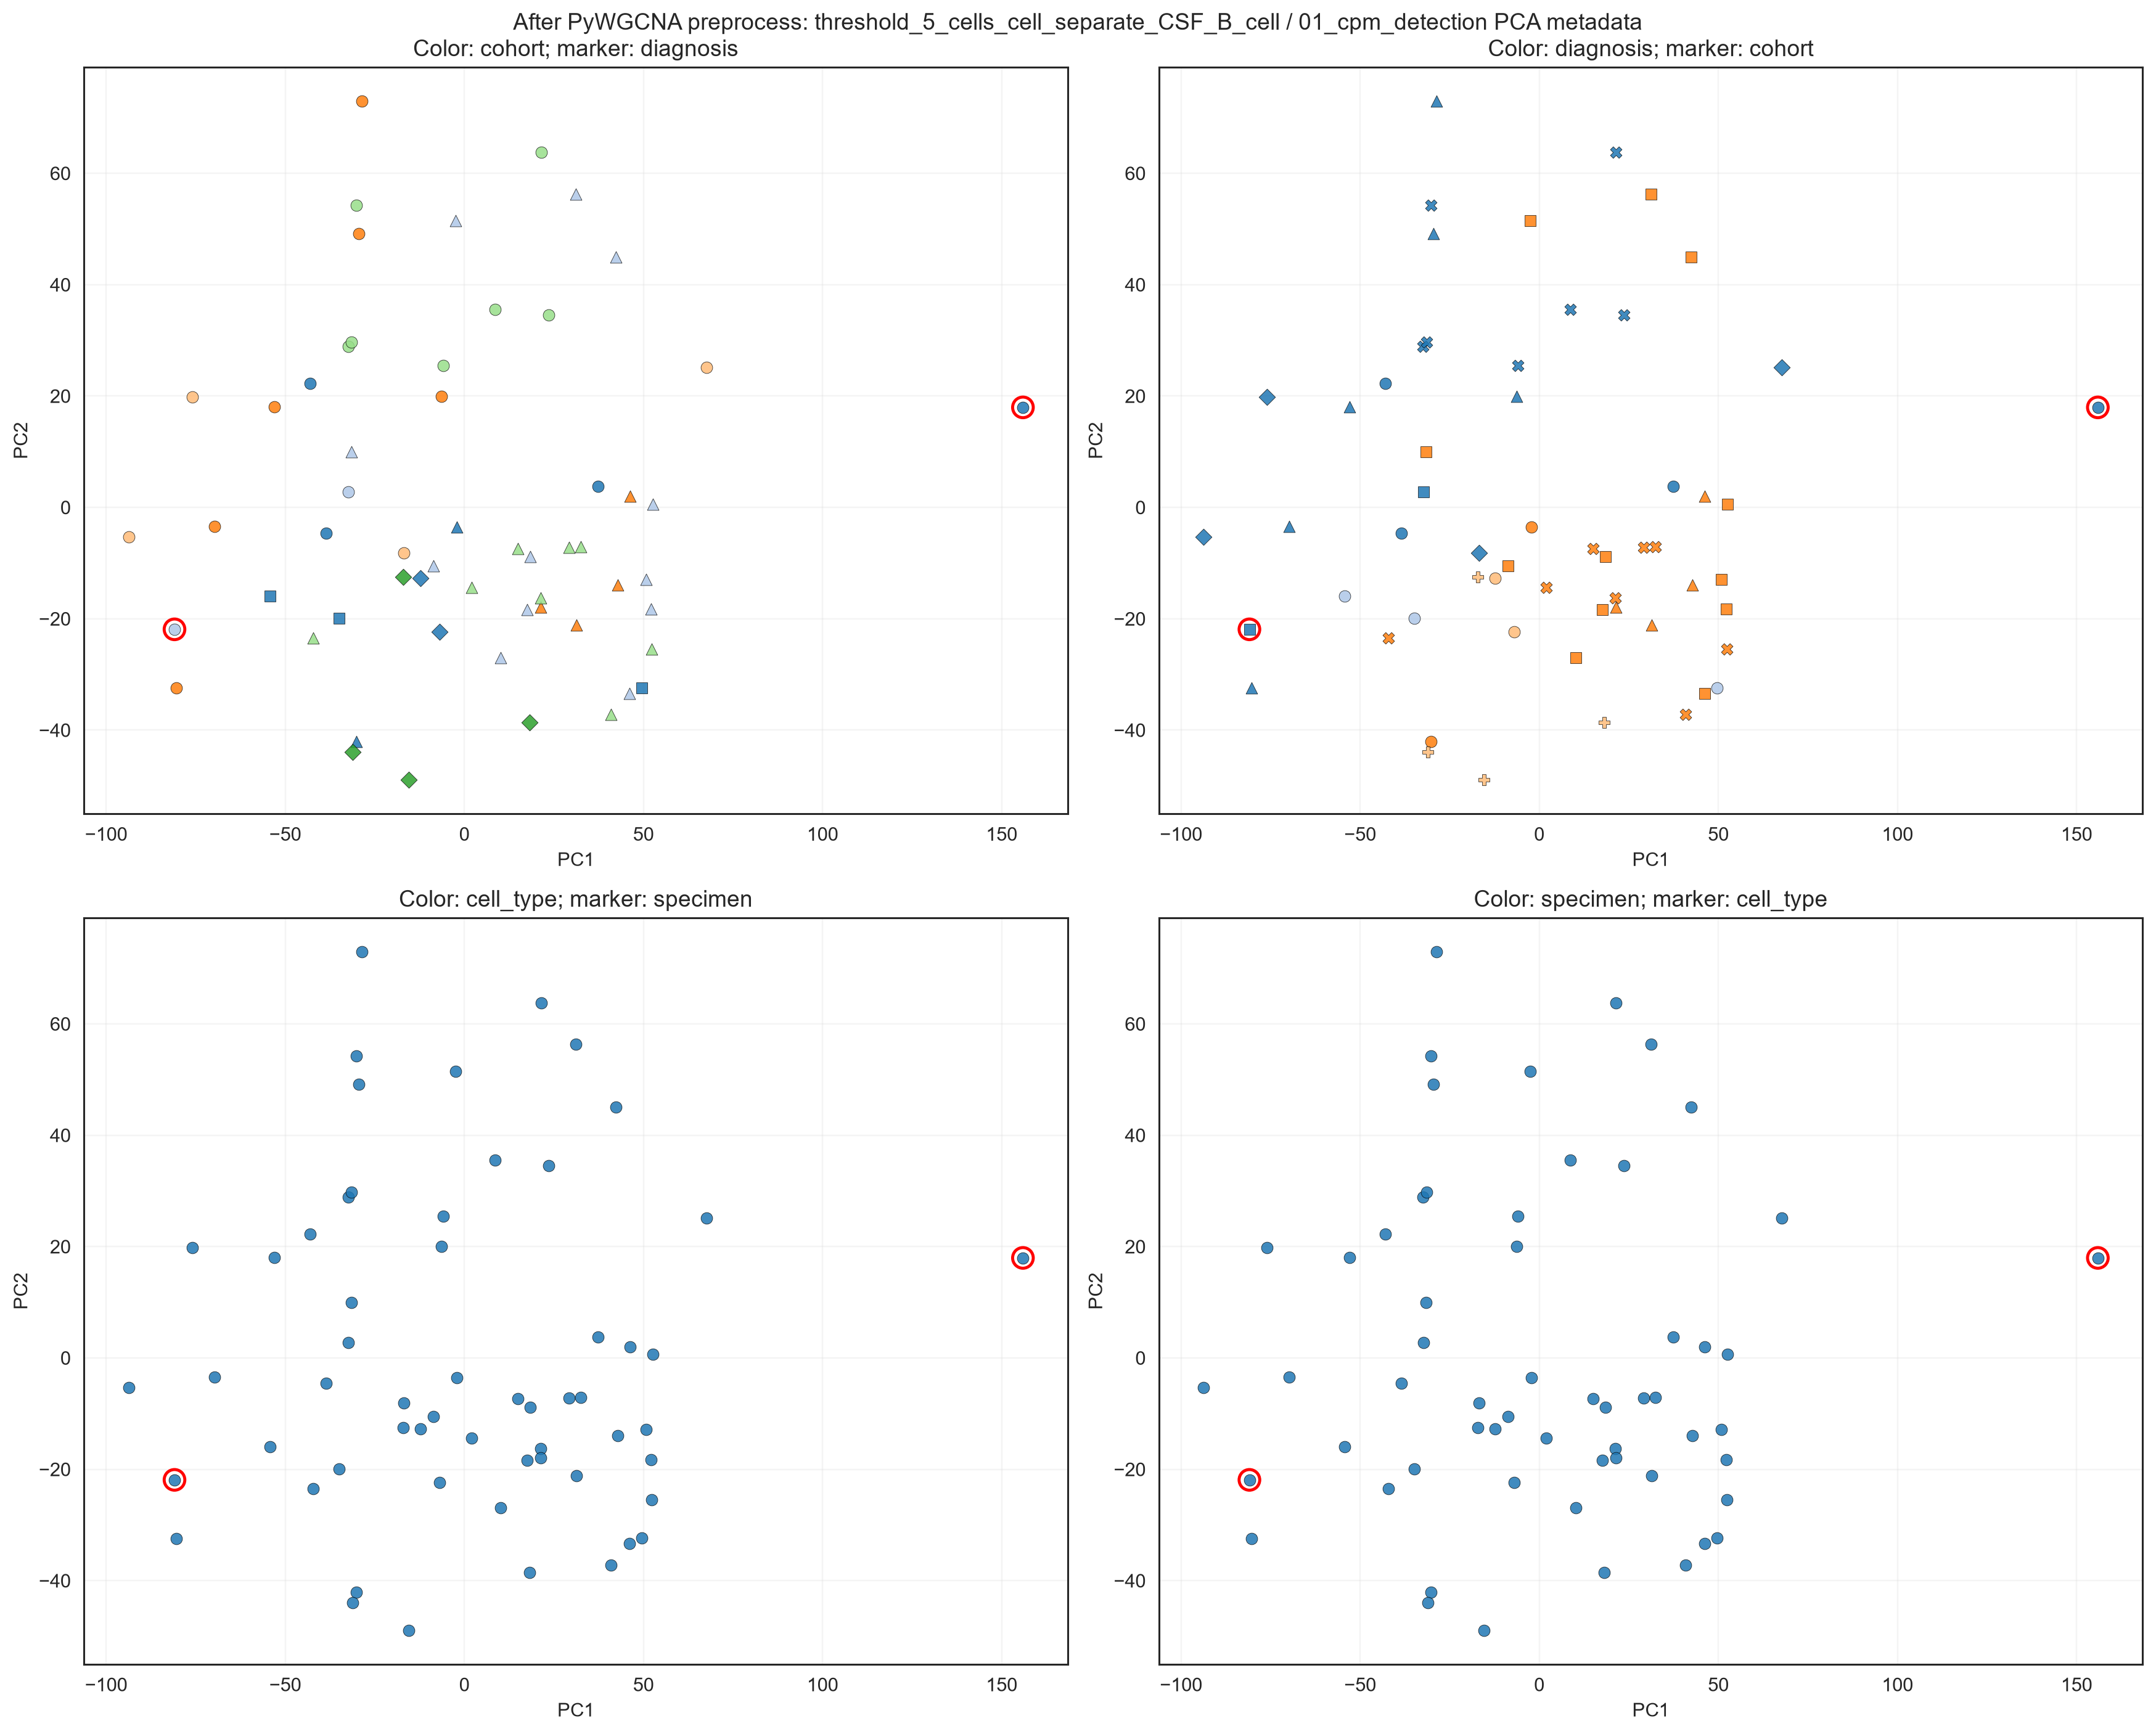 After PyWGCNA preprocess: threshold_5_cells_cell_separate_CSF_B_cell / 01_cpm_detection PCA metadata
Color: cohort; marker: diagnosis
60
40
20
0
−20
−40
PC2
−100 −50 0 50 100 150
PC1
Color: diagnosis; marker: cohort
60
40
20
0
−20
−40
PC2
−100 −50 0 50 100 150
PC1
Color: cell_type; marker: specimen
60
40
20
0
−20
−40
PC2
−100 −50 0 50 100 150
PC1
Color: specimen; marker: cell_type
60
40
20
0
−20
−40
PC2
−100 −50 0 50 100 150
PC1